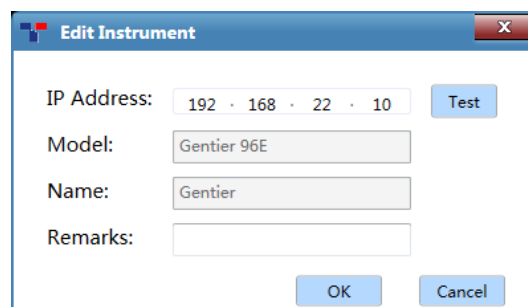 Edit Instrument x
IP Address: 192 . 168 . 22 . 10 Test
Model: Gentier 96E
Name: Gentier
Remarks:
OK Cancel